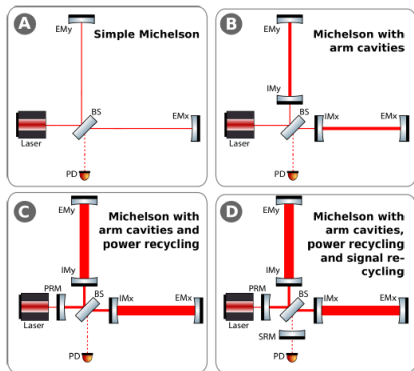 A
Simple Michelson
EMy
BS
EMx
Laser
PD
B
Michelson with
arm cavities
EMy
IMy
BS
IMx
EMx
Laser
PD
C
Michelson with
arm cavities and
power recycling
EMy
IMy
PRM
BS
IMx
EMx
Laser
PD
D
Michelson with
arm cavities,
power recycling
and signal re-
cycling
EMy
IMy
PRM
BS
IMx
EMx
Laser
SRM
PD